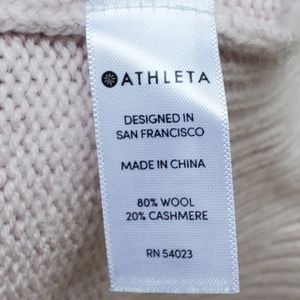 ATHLETA
DESIGNED IN
SAN FRANCISCO
MADE IN CHINA
80% WOOL
20% CASHMERE
RN 54023